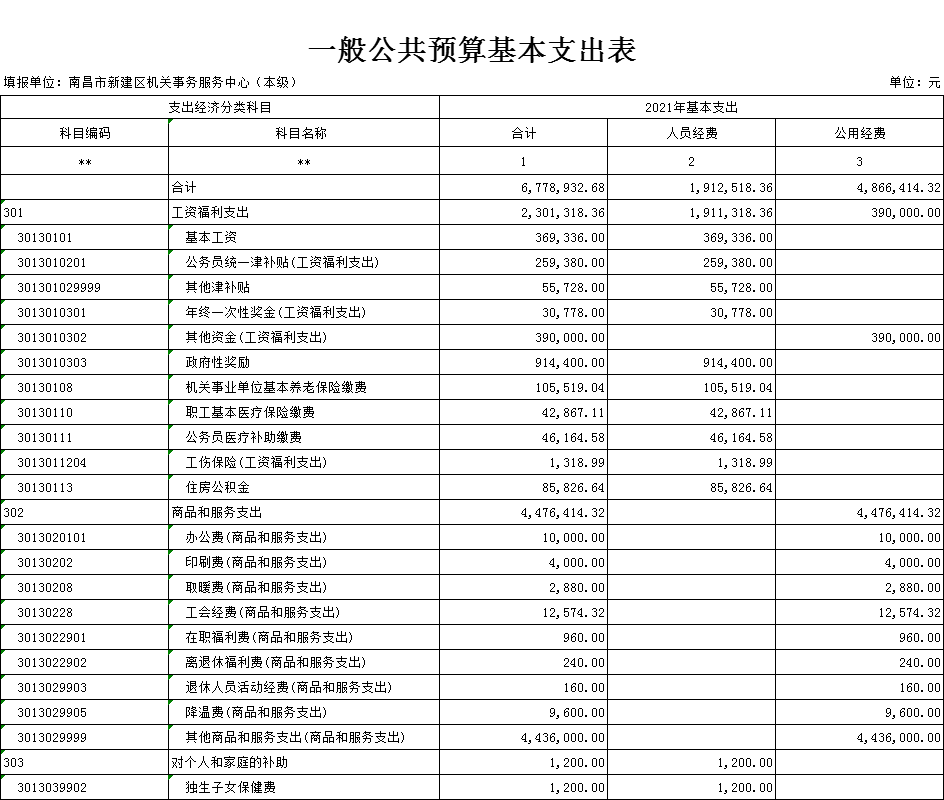 一般公共预算基本支出表
填报单位：南昌市新建区机关事务服务中心（本级） 单位：元
支出经济分类科目 2021年基本支出
科目编码 科目名称 合计 人员经费 公用经费
** ** 1 2 3
合计 6,778,932.68 1,912,518.36 4,866,414.32
301 工资福利支出 2,301,318.36 1,911,318.36 390,000.00
30130101 基本工资 369,336.00 369,336.00
3013010201 公务员统一津补贴(工资福利支出) 259,380.00 259,380.00
301301029999 其他津补贴 55,728.00 55,728.00
3013010301 年终一次性奖金(工资福利支出) 30,778.00 30,778.00
3013010302 其他资金(工资福利支出) 390,000.00 390,000.00
3013010303 政府性奖励 914,400.00 914,400.00
30130108 机关事业单位基本养老保险缴费 105,519.04 105,519.04
30130110 职工基本医疗保险缴费 42,867.11 42,867.11
30130111 公务员医疗补助缴费 46,164.58 46,164.58
3013011204 工伤保险(工资福利支出) 1,318.99 1,318.99
30130113 住房公积金 85,826.64 85,826.64
302 商品和服务支出 4,476,414.32 4,476,414.32
3013020101 办公费(商品和服务支出) 10,000.00 10,000.00
30130202 印刷费(商品和服务支出) 4,000.00 4,000.00
30130208 取暖费(商品和服务支出) 2,880.00 2,880.00
30130228 工会经费(商品和服务支出) 12,574.32 12,574.32
3013022901 在职福利费(商品和服务支出) 960.00 960.00
3013022902 离退休福利费(商品和服务支出) 240.00 240.00
3013029903 退休人员活动经费(商品和服务支出) 160.00 160.00
3013029905 降温费(商品和服务支出) 9,600.00 9,600.00
3013029999 其他商品和服务支出(商品和服务支出) 4,436,000.00 4,436,000.00
303 对个人和家庭的补助 1,200.00 1,200.00
3013039902 独生子女保健费 1,200.00 1,200.00